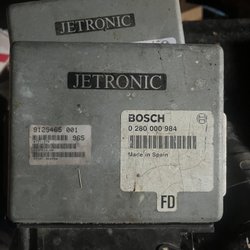 JETRONIC
JETRONIC
9125465 001
965
BOSCH
0 280 000 984
Made in Spain
FD